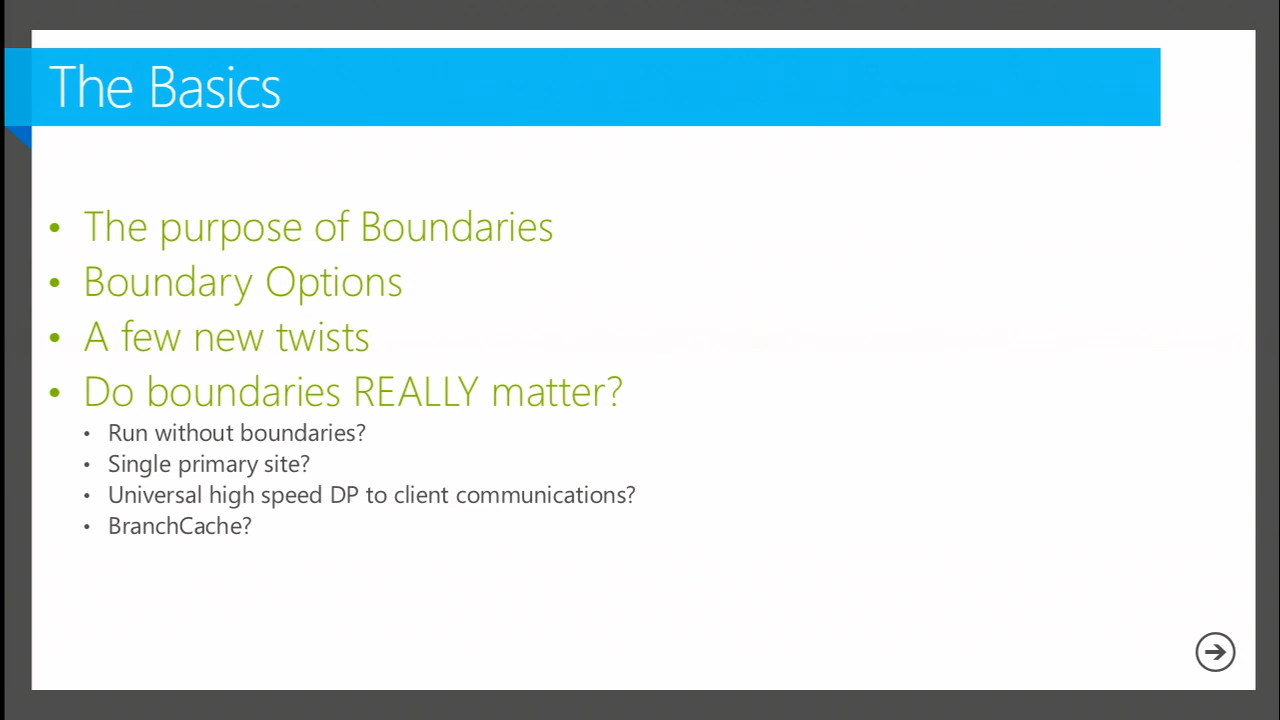 The Basics
• The purpose of Boundaries
• Boundary Options
• A few new twists
• Do boundaries REALLY matter?
• Run without boundaries?
• Single primary site?
• Universal high speed DP to client communications?
• BranchCache?